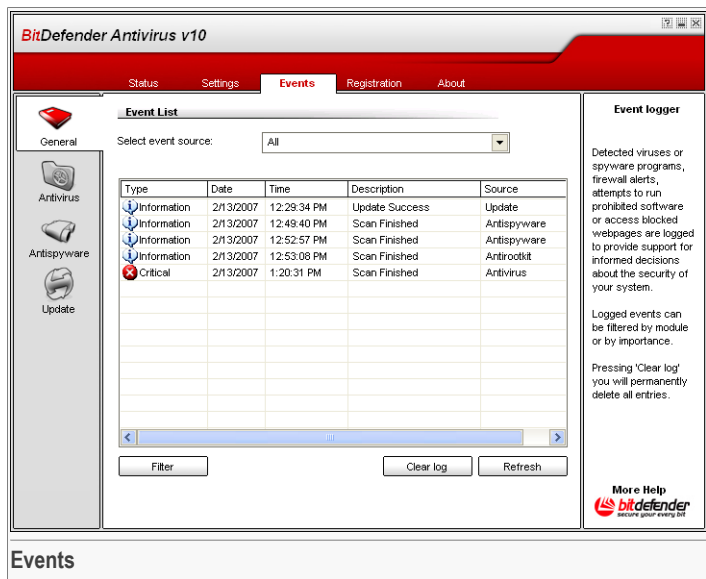 BitDefender Antivirus v10
Status Settings Events Registration About
General
Antivirus
Antispyware
Update
Event List
Select event source: All
Type Date Time Description Source
Information 2/13/2007 12:29:34 PM Update Success Update
Information 2/13/2007 12:49:40 PM Scan Finished Antispyware
Information 2/13/2007 12:52:57 PM Scan Finished Antispyware
Information 2/13/2007 12:53:08 PM Scan Finished Antirootkit
Critical 2/13/2007 1:20:31 PM Scan Finished Antivirus
Filter Clear log Refresh
Event logger
Detected viruses or
spyware programs,
firewall alerts,
attempts to run
prohibited software
or access blocked
webpages are logged
to provide support for
informed decisions
about the security of
your system.
Logged events can
be filtered by module
or by importance.
Pressing 'Clear log'
you will permanently
delete all entries.
More Help
bitdefender
secure your every bit
Events